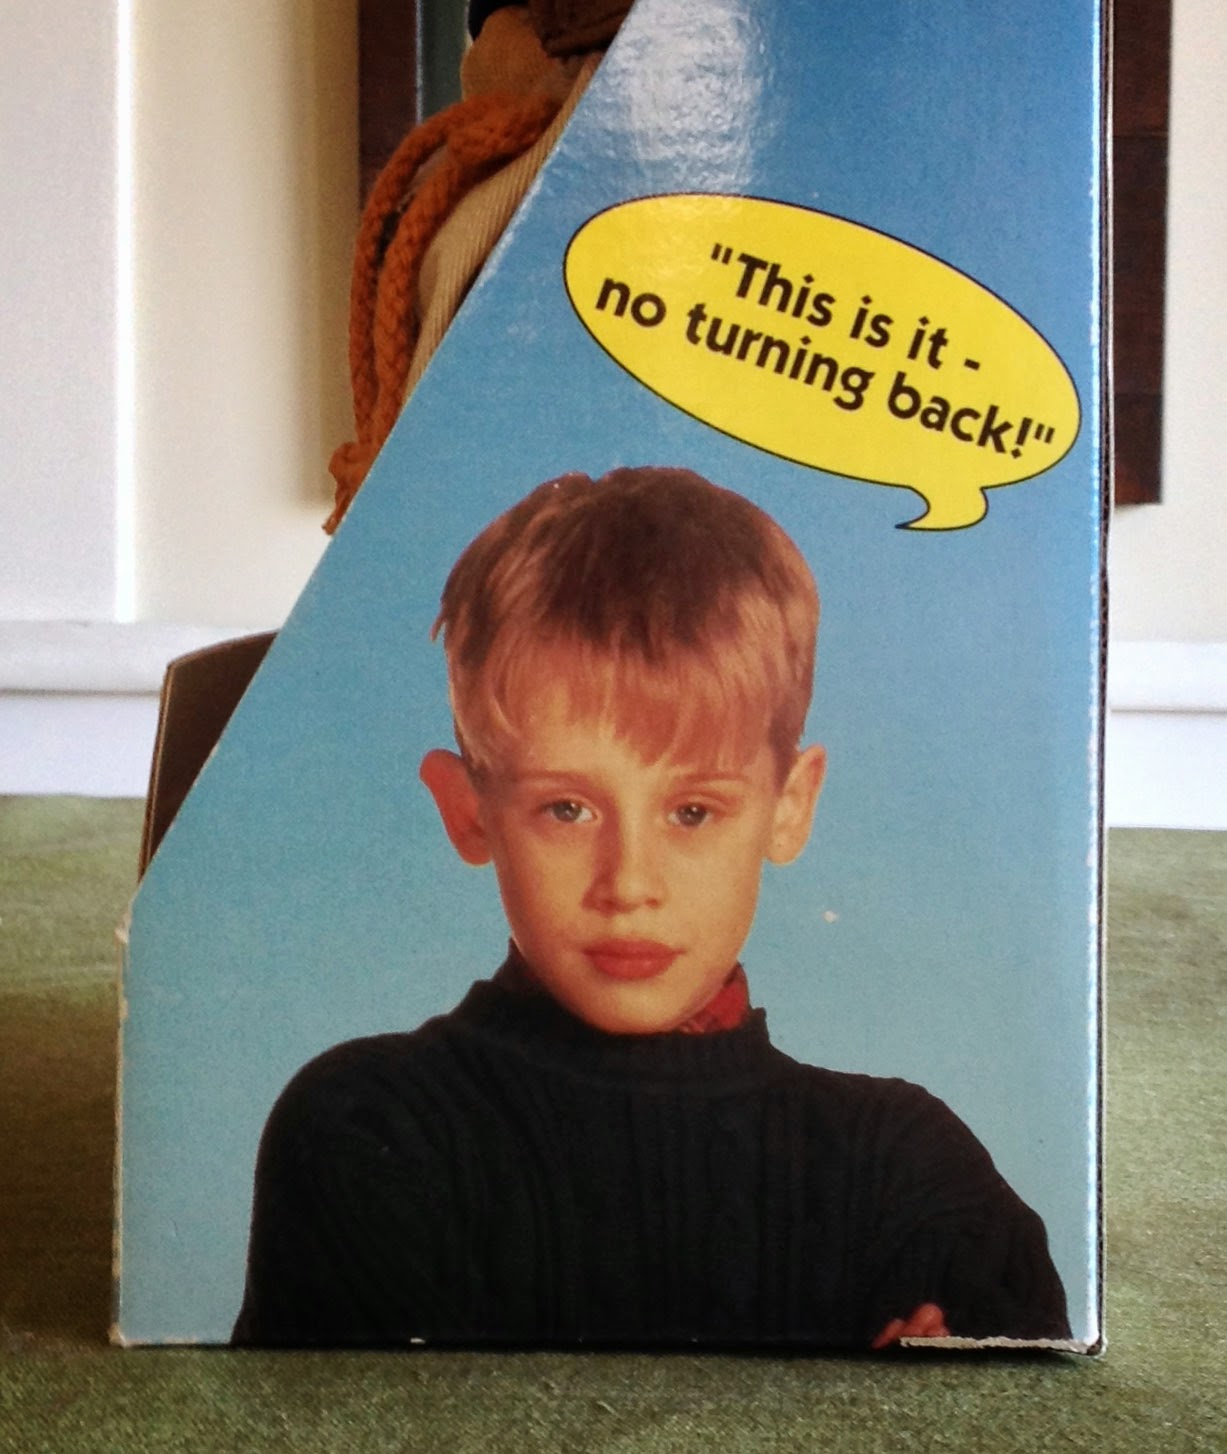 "This is it -
no turning back!"